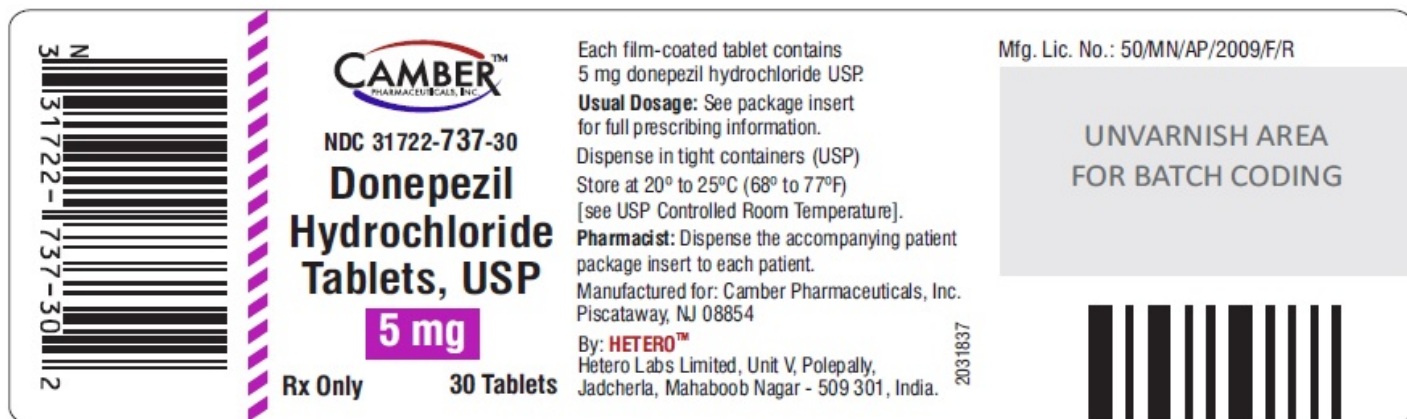 N
3 31722-737-30 2
CAMBER™
PHARMACEUTICALS, INC.
NDC 31722-737-30
Donepezil
Hydrochloride
Tablets, USP
5 mg
Rx Only 30 Tablets
Each film-coated tablet contains
5 mg donepezil hydrochloride USP.
Usual Dosage: See package insert
for full prescribing information.
Dispense in tight containers (USP)
Store at 20º to 25ºC (68º to 77ºF)
[see USP Controlled Room Temperature].
Pharmacist: Dispense the accompanying patient
package insert to each patient.
Manufactured for: Camber Pharmaceuticals, Inc.
Piscataway, NJ 08854
By: HETERO™
Hetero Labs Limited, Unit V, Polepally,
Jadcherla, Mahaboob Nagar - 509 301, India.
2031837
Mfg. Lic. No.: 50/MN/AP/2009/F/R
UNVARNISH AREA
FOR BATCH CODING